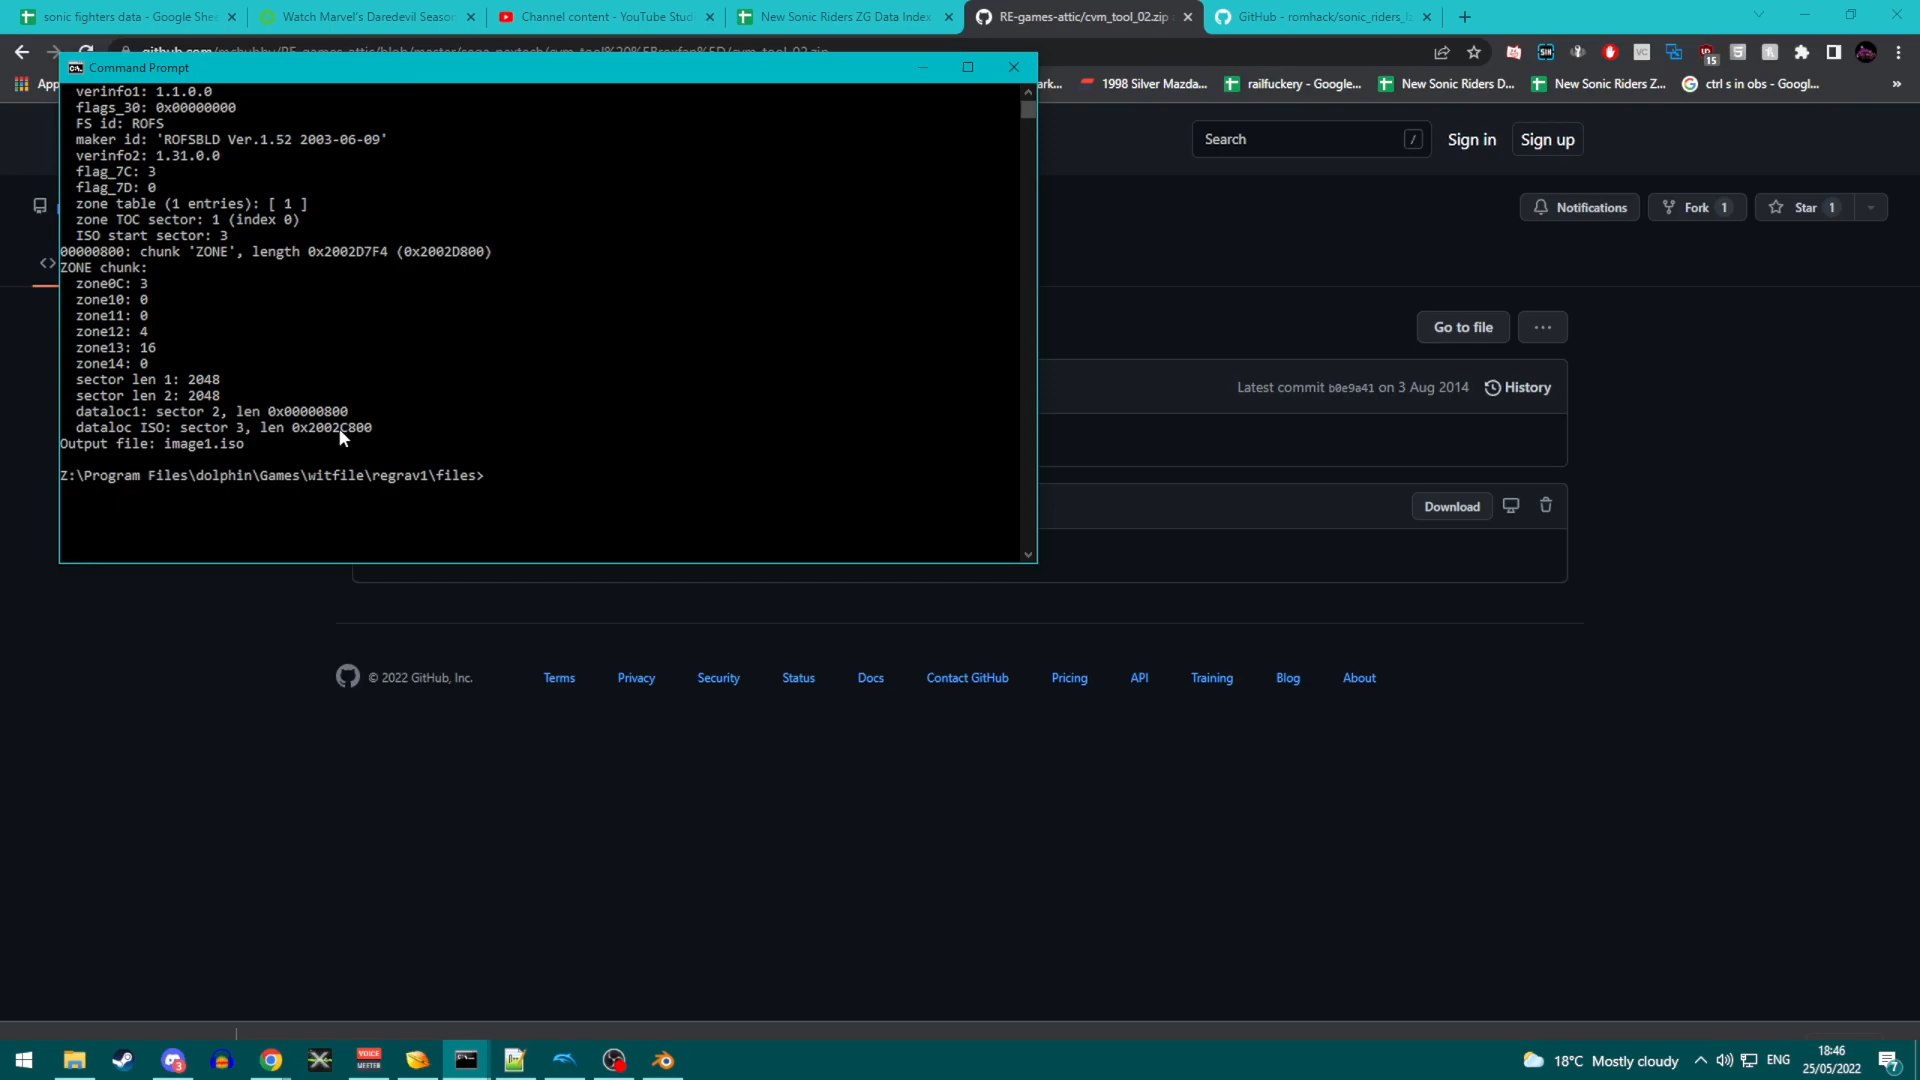 sonic fighters data - Google She
Watch Marvel's Daredevil Season
Channel content - YouTube Studi
New Sonic Riders ZG Data Index
RE-games-attic/cvm_tool_02.zip
GitHub - romhack/sonic_riders_l
15
App
ark...
1998 Silver Mazda...
railfuckery - Google...
New Sonic Riders D...
New Sonic Riders Z...
ctrl s in obs - Googl...
»
Command Prompt
verinfo1: 1.1.0.0
flags_30: 0x00000000
FS id: ROFS
maker id: 'ROFSBLD Ver.1.52 2003-06-09'
verinfo2: 1.31.0.0
flag_7C: 3
flag_7D: 0
zone table (1 entries): [ 1 ]
zone TOC sector: 1 (index 0)
ISO start sector: 3
00000800: chunk 'ZONE', length 0x2002D7F4 (0x2002D800)
ZONE chunk:
zone0C: 3
zone10: 0
zone11: 0
zone12: 4
zone13: 16
zone14: 0
sector len 1: 2048
sector len 2: 2048
dataloc1: sector 2, len 0x00000800
dataloc ISO: sector 3, len 0x2002C800
Output file: image1.iso
Z:\Program Files\dolphin\Games\witfile\regrav1\files>
Search /
Sign in
Sign up
Notifications
Fork 1
Star 1
Go to file
...
Latest commit b0e9a41 on 3 Aug 2014
History
Download
© 2022 GitHub, Inc.
Terms
Privacy
Security
Status
Docs
Contact GitHub
Pricing
API
Training
Blog
About
3
VOICE
MEETER
18°C Mostly cloudy
ENG
18:46
25/05/2022
7